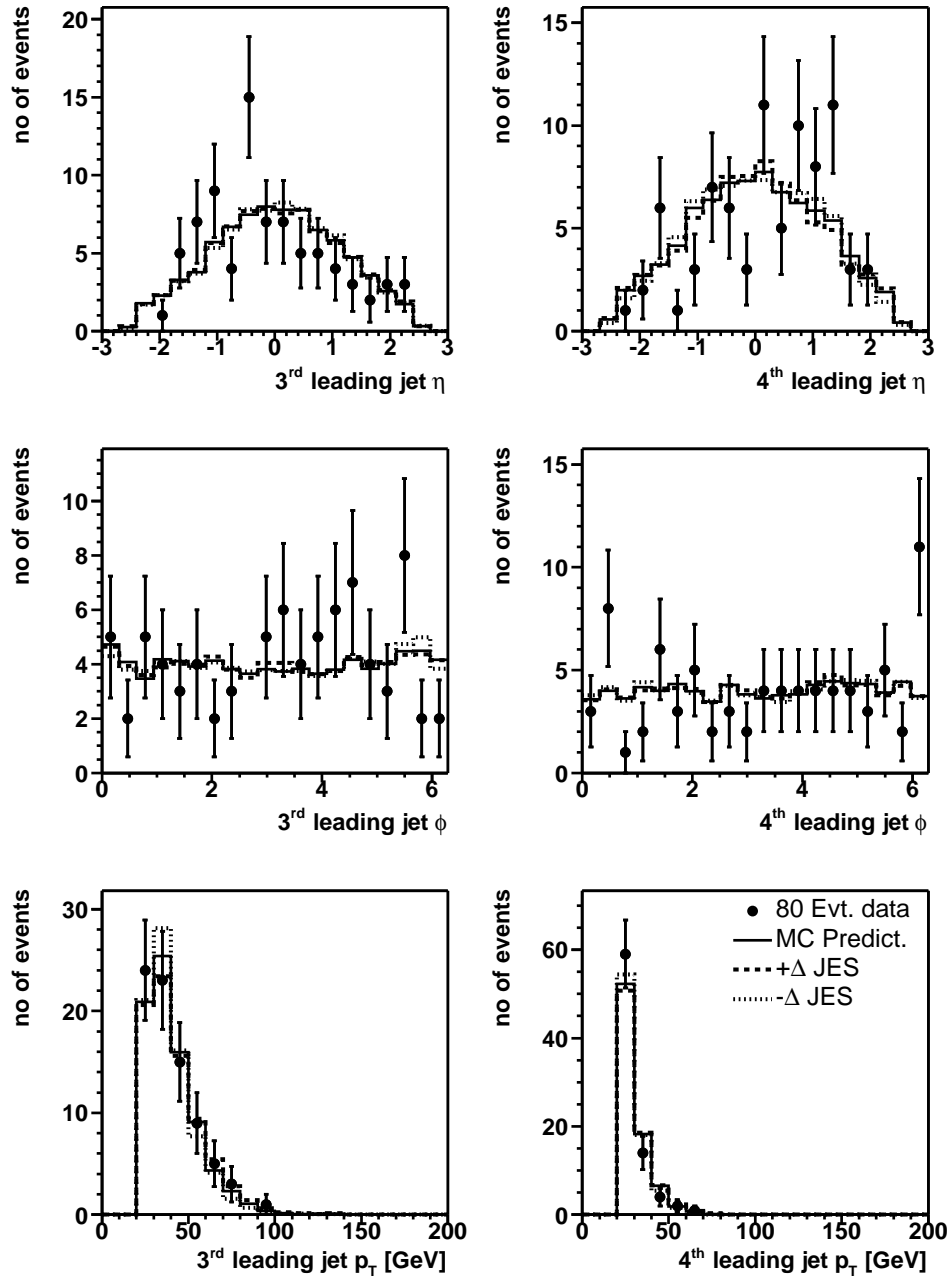 no of events
20
15
10
5
0
-3 -2 -1 0 1 2 3
3rd leading jet η
no of events
15
10
5
0
-3 -2 -1 0 1 2 3
4th leading jet η
no of events
10
8
6
4
2
0
0 2 4 6
3rd leading jet ϕ
no of events
15
10
5
0
0 2 4 6
4th leading jet ϕ
no of events
30
20
10
0
0 50 100 150 200
3rd leading jet pT [GeV]
no of events
60
40
20
0
80 Evt. data
MC Predict.
+Δ JES
-Δ JES
0 50 100 150 200
4th leading jet pT [GeV]